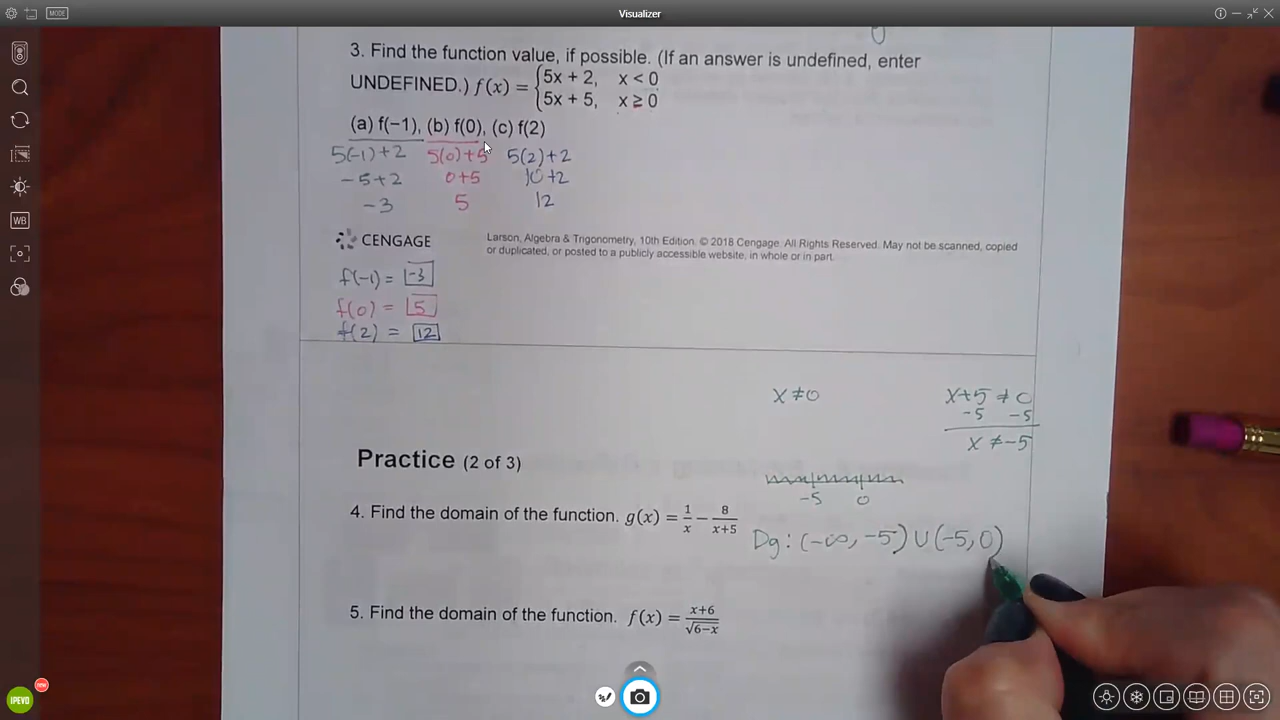 MODE
Visualizer
3. Find the function value, if possible. (If an answer is undefined, enter
UNDEFINED.) f(x) = {5x + 2, x < 0
5x + 5, x ≥ 0
(a) f(−1), (b) f(0), (c) f(2)
5(-1)+2 5(0)+5 5(2)+2
-5+2 0+5 10+2
-3 5 12
CENGAGE
Larson, Algebra & Trigonometry, 10th Edition. © 2018 Cengage. All Rights Reserved. May not be scanned, copied
or duplicated, or posted to a publicly accessible website, in whole or in part.
f(-1) = -3
f(0) = 5
f(2) = 12
x ≠ 0
x+5 ≠ 0
-5 -5
x ≠ -5
Practice (2 of 3)
-5 0
4. Find the domain of the function. g(x) = 1/x − 8/(x+5)
Dg: (-∞, -5) ∪ (-5, 0)
5. Find the domain of the function. f(x) = (x+6)/√(6−x)
WB
IPEVO
new